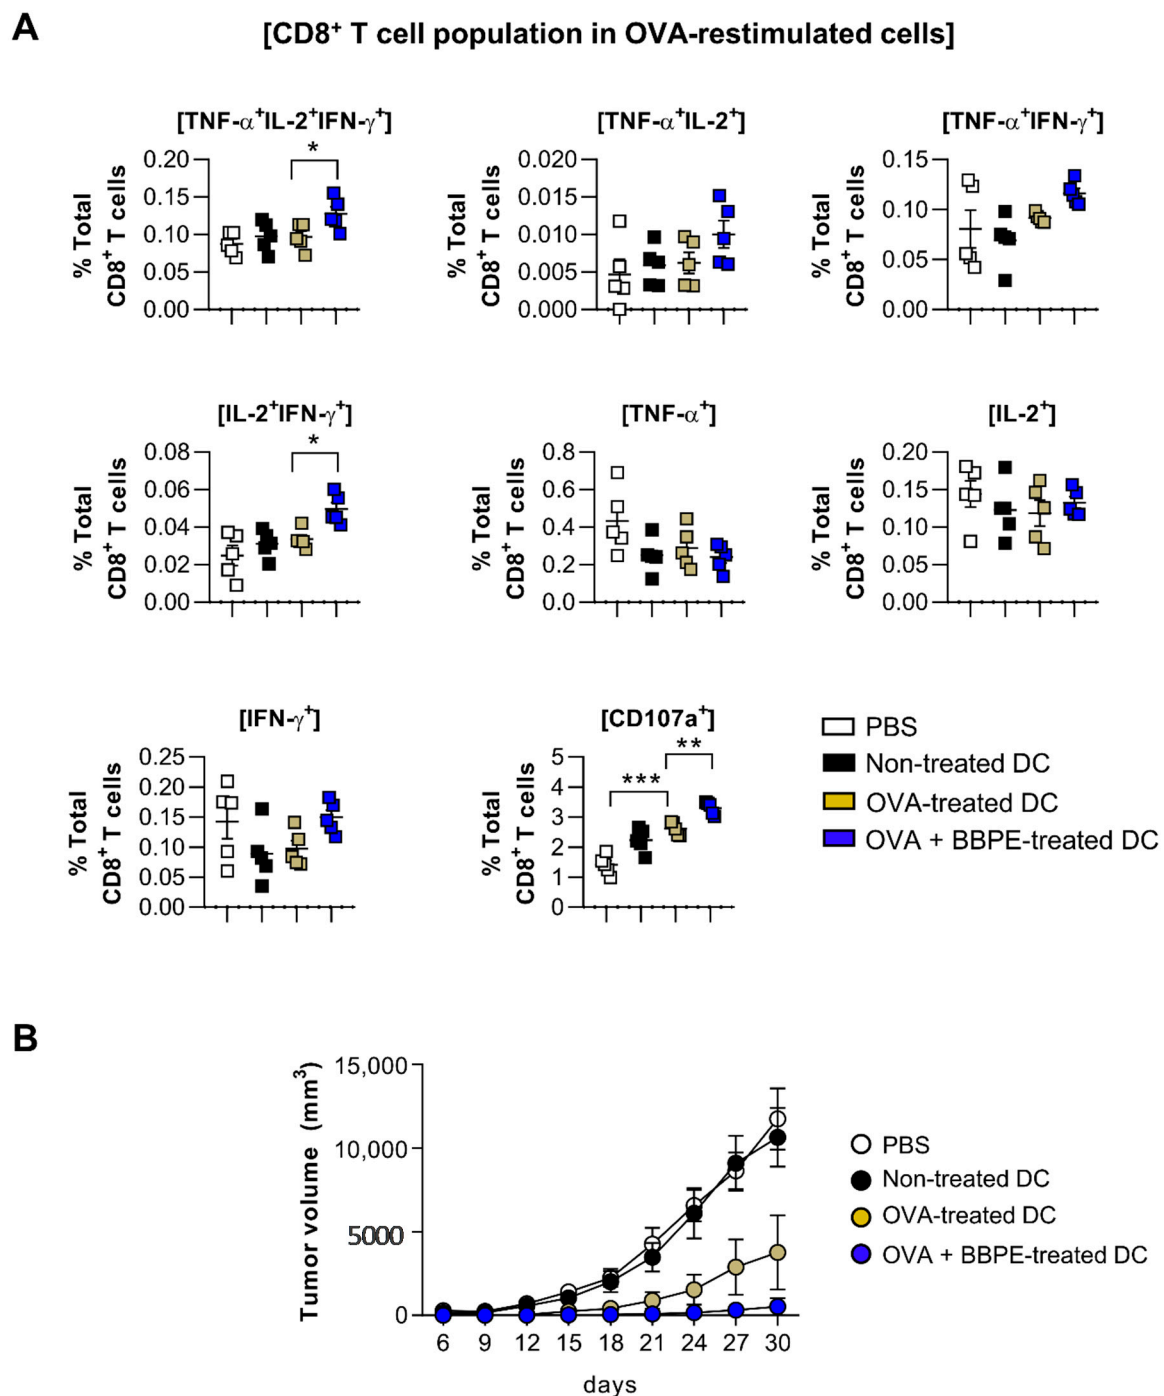 A
[CD8⁺ T cell population in OVA-restimulated cells]
[TNF-α⁺IL-2⁺IFN-γ⁺]
% Total
CD8⁺ T cells
0.20
0.15
0.10
0.05
0.00
*
[TNF-α⁺IL-2⁺]
% Total
CD8⁺ T cells
0.020
0.015
0.010
0.005
0.000
[TNF-α⁺IFN-γ⁺]
% Total
CD8⁺ T cells
0.15
0.10
0.05
0.00
[IL-2⁺IFN-γ⁺]
% Total
CD8⁺ T cells
0.08
0.06
0.04
0.02
0.00
*
[TNF-α⁺]
% Total
CD8⁺ T cells
0.8
0.6
0.4
0.2
0.0
[IL-2⁺]
% Total
CD8⁺ T cells
0.20
0.15
0.10
0.05
0.00
[IFN-γ⁺]
% Total
CD8⁺ T cells
0.25
0.20
0.15
0.10
0.05
0.00
[CD107a⁺]
% Total
CD8⁺ T cells
5
4
3
2
1
0
***
**
PBS
Non-treated DC
OVA-treated DC
OVA + BBPE-treated DC
B
Tumor volume (mm³)
15,000
10,000
5000
0
6 9 12 15 18 21 24 27 30
days
PBS
Non-treated DC
OVA-treated DC
OVA + BBPE-treated DC